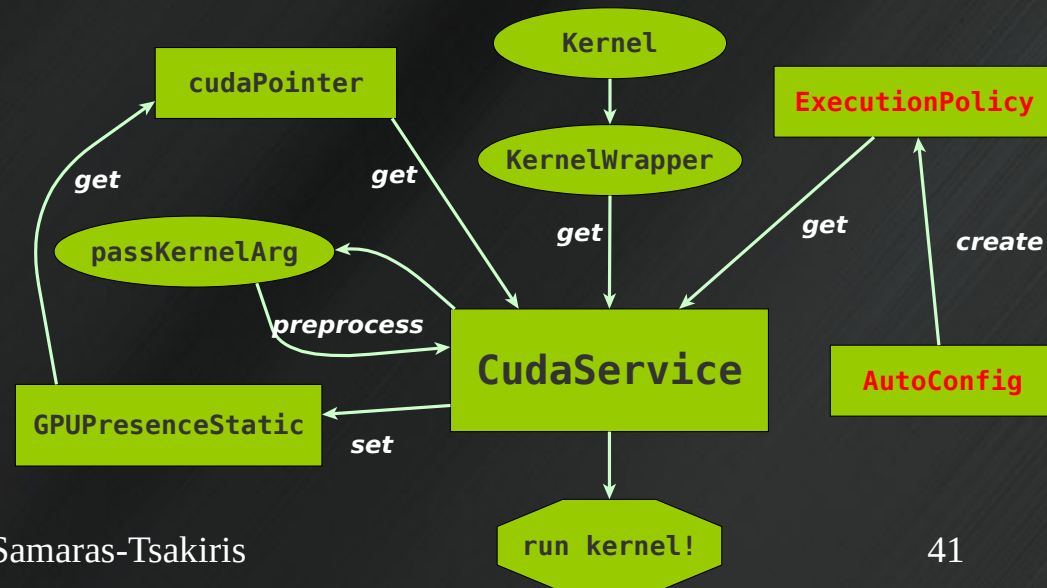 Kernel
cudaPointer
ExecutionPolicy
KernelWrapper
get
get
get
get
create
passKernelArg
preprocess
CudaService
AutoConfig
GPUPresenceStatic
set
run kernel!
Samaras-Tsakiris
41